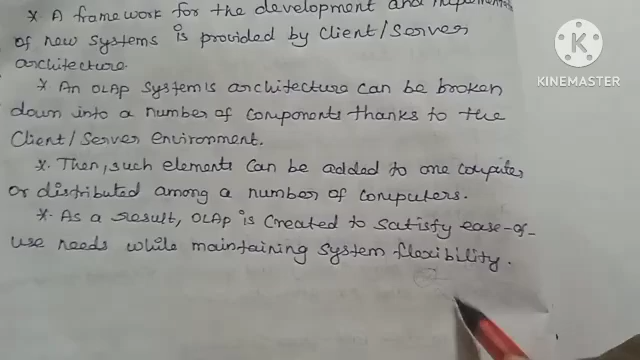 * A framework for the development and implementation
of new systems is provided by Client/Server
architecture.
* An OLAP system's architecture can be broken
down into a number of components thanks to the
Client/Server environment.
* Then, such elements can be added to one computer
or distributed among a number of computers.
* As a result, OLAP is created to satisfy ease-of-
use needs while maintaining system flexibility.
KINEMASTER